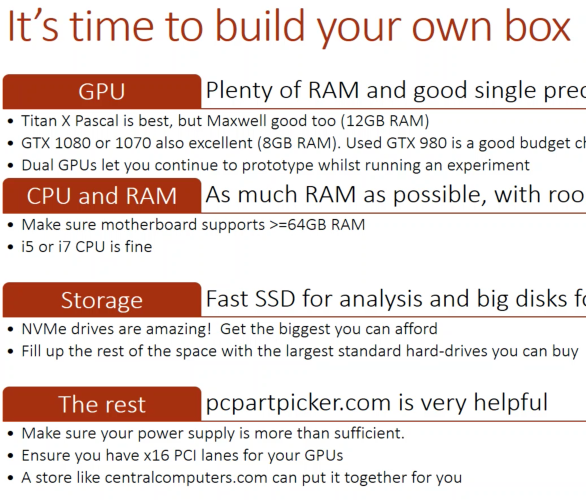 It's time to build your own box
GPU
Plenty of RAM and good single
• Titan X Pascal is best, but Maxwell good too (12GB RAM)
• GTX 1080 or 1070 also excellent (8GB RAM). Used GTX 980 is a good budget
• Dual GPUs let you continue to prototype whilst running an experiment
CPU and RAM
As much RAM as possible, with
• Make sure motherboard supports >=64GB RAM
• i5 or i7 CPU is fine
Storage
Fast SSD for analysis and big disks
• NVMe drives are amazing! Get the biggest you can afford
• Fill up the rest of the space with the largest standard hard-drives you can buy
The rest
pcpartpicker.com is very helpful
• Make sure your power supply is more than sufficient.
• Ensure you have x16 PCI lanes for your GPUs
• A store like centralcomputers.com can put it together for you